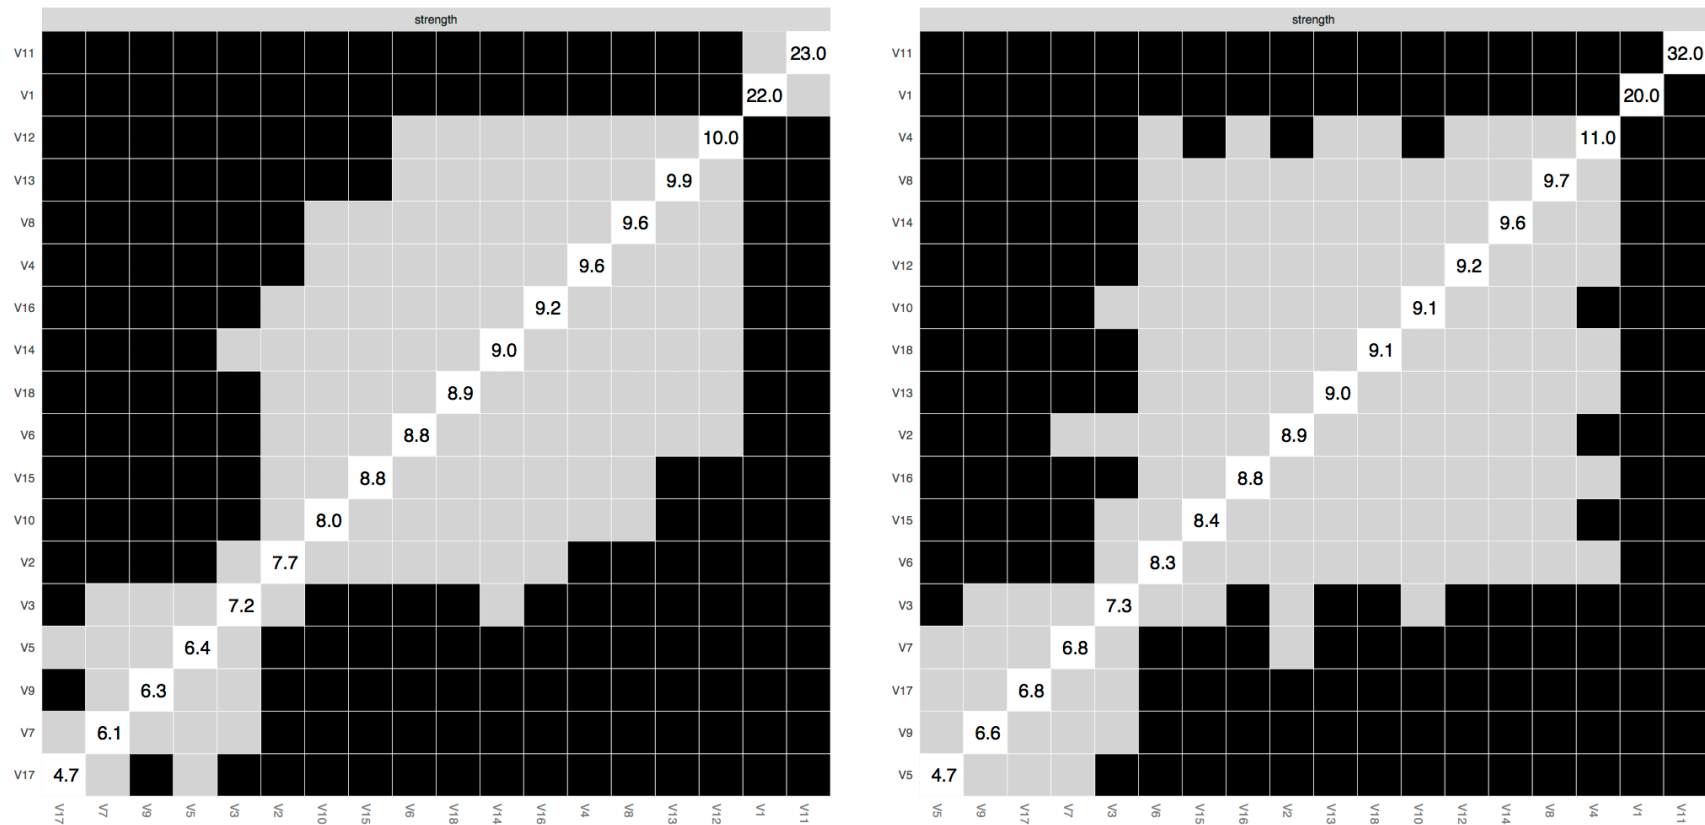 strength
V11 23.0
V1 22.0
V12 10.0
V13 9.9
V8 9.6
V4 9.6
V16 9.2
V14 9.0
V18 8.9
V6 8.8
V15 8.8
V10 8.0
V2 7.7
V3 7.2
V5 6.4
V9 6.3
V7 6.1
V17 4.7
V17 V7 V9 V5 V3 V2 V10 V15 V6 V18 V14 V16 V4 V8 V13 V12 V1 V11
strength
V11 32.0
V1 20.0
V4 11.0
V8 9.7
V14 9.6
V12 9.2
V10 9.1
V18 9.1
V13 9.0
V2 8.9
V16 8.8
V15 8.4
V6 8.3
V3 7.3
V7 6.8
V17 6.8
V9 6.6
V5 4.7
V5 V9 V17 V7 V3 V6 V15 V16 V2 V13 V18 V10 V12 V14 V8 V4 V1 V11